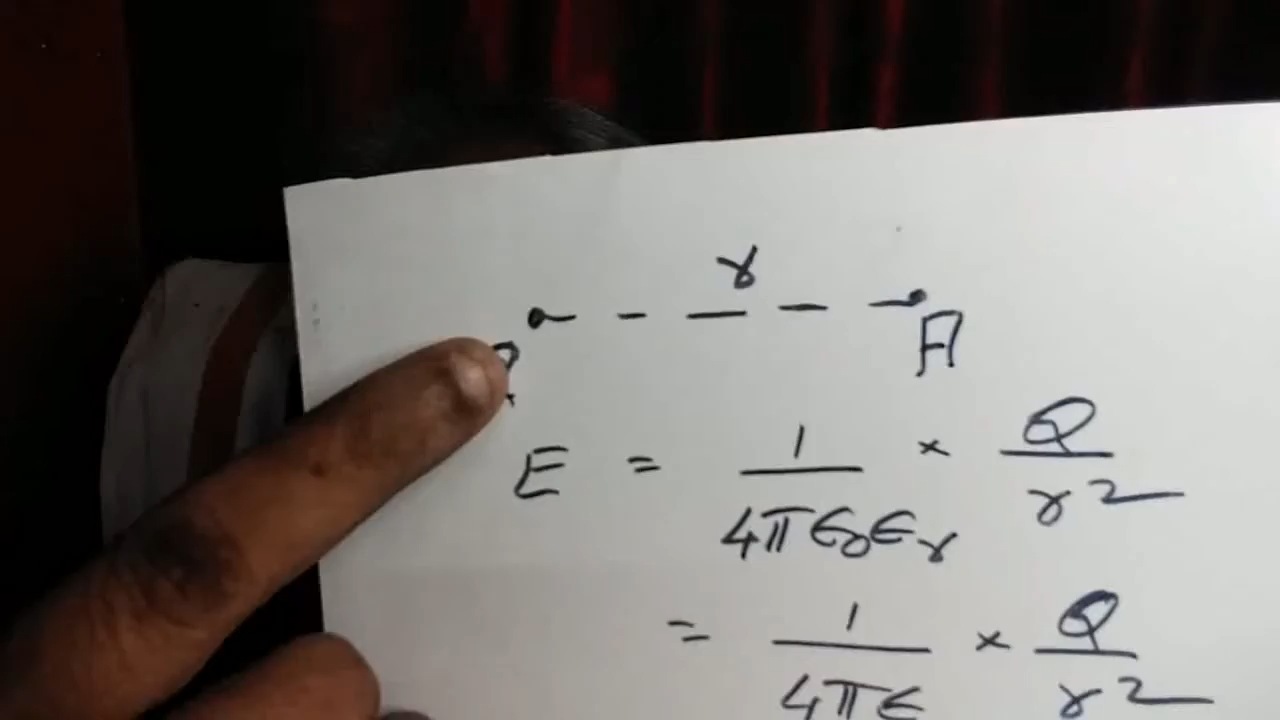 r
A
E = 1/4πϵ₀ϵᵣ × Q/r²
= 1/4πϵ × Q/r²